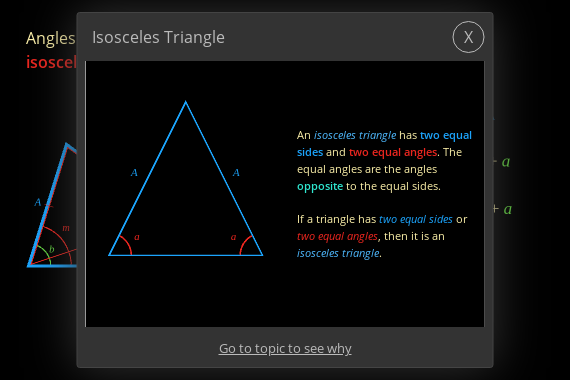 Angles
isoscel
Isosceles Triangle
X
A
A
a
a
An isosceles triangle has two equal
sides and two equal angles. The
equal angles are the angles
opposite to the equal sides.
If a triangle has two equal sides or
two equal angles, then it is an
isosceles triangle.
A
m
b
- a
+ a
Go to topic to see why